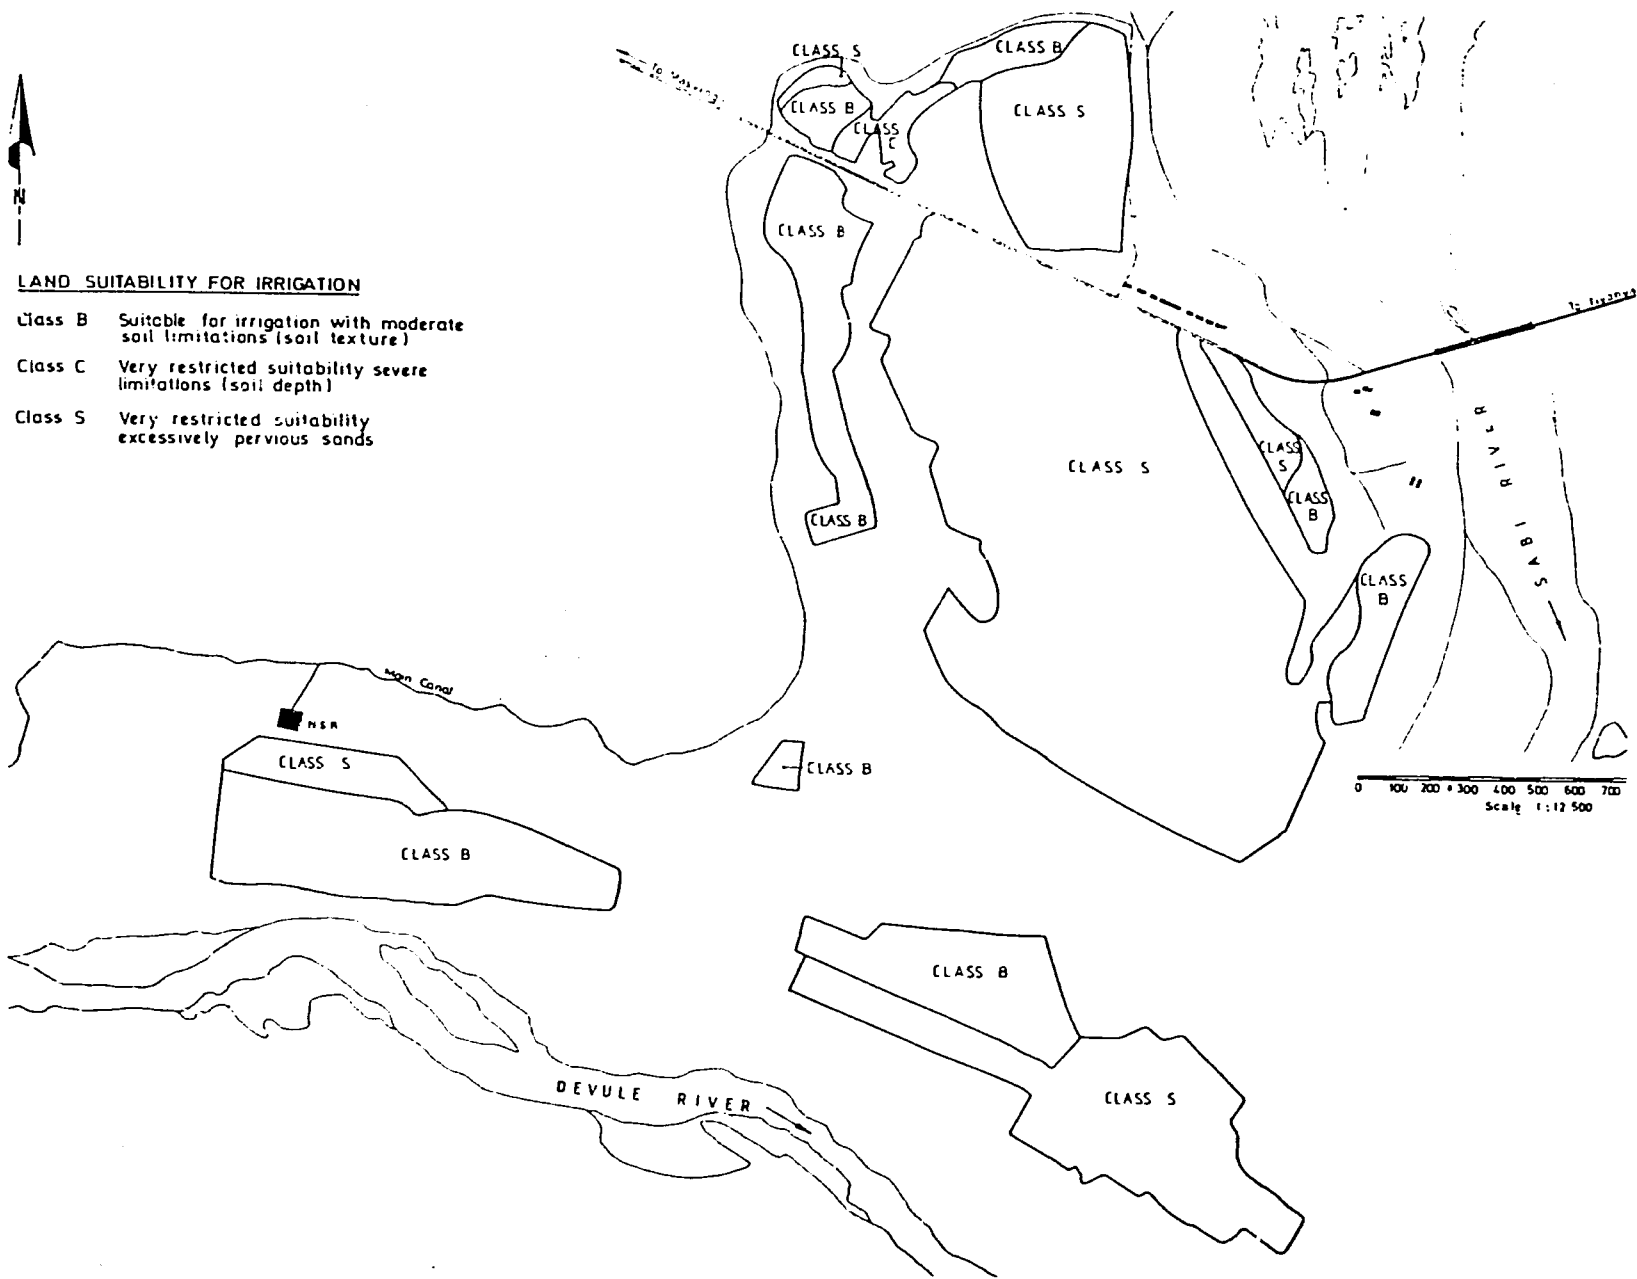 CLASS S
CLASS B
CLASS B
CLASS S
CLASS
C
To
N
CLASS B
LAND SUITABILITY FOR IRRIGATION
Class B Suitable for irrigation with moderate
soil limitations (soil texture)
Class C Very restricted suitability severe
limitations (soil depth)
Class S Very restricted suitability
excessively pervious sands
To
CLASS S
CLASS
S
CLASS
B
CLASS B
SABI RIVER
CLASS
B
Main Canal
NSR
CLASS S
CLASS B
CLASS B
0 100 200 300 400 500 600 700
Scale 1:12 500
CLASS B
CLASS S
DEVULE RIVER